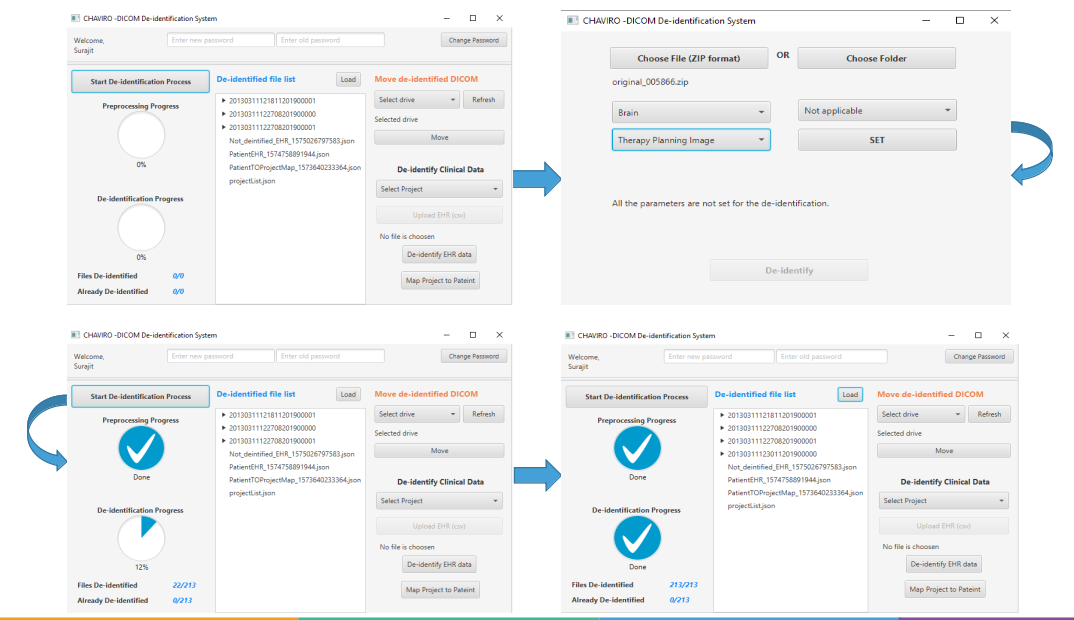 CHAVIRO -DICOM De-identification System
Welcome,
Surajit
Enter new password
Enter old password
Change Password
Start De-identification Process
De-identified file list
Load
Move de-identified DICOM
Preprocessing Progress
0%
De-identification Progress
0%
Files De-identified 0/0
Already De-identified 0/0
20130311121811201900001
20130311122708201900000
20130311122708201900001
Not_deintified_EHR_1575026797583.json
PatientEHR_1574758891944.json
PatientTOProjectMap_1573640233364.json
projectList.json
Select drive
Refresh
Selected drive
Move
De-identify Clinical Data
Select Project
Upload EHR (csv)
No file is choosen
De-identify EHR data
Map Project to Pateint
CHAVIRO -DICOM De-identification System
Choose File (ZIP format)
OR
Choose Folder
original_005866.zip
Brain
Not applicable
Therapy Planning Image
SET
All the parameters are not set for the de-identification.
De-identify
CHAVIRO -DICOM De-identification System
Welcome,
Surajit
Enter new password
Enter old password
Change Password
Start De-identification Process
De-identified file list
Load
Move de-identified DICOM
Preprocessing Progress
Done
De-identification Progress
12%
Files De-identified 22/213
Already De-identified 0/213
20130311121811201900001
20130311122708201900000
20130311122708201900001
Not_deintified_EHR_1575026797583.json
PatientEHR_1574758891944.json
PatientTOProjectMap_1573640233364.json
projectList.json
Select drive
Refresh
Selected drive
Move
De-identify Clinical Data
Select Project
Upload EHR (csv)
No file is choosen
De-identify EHR data
Map Project to Pateint
CHAVIRO -DICOM De-identification System
Welcome,
Surajit
Enter new password
Enter old password
Change Password
Start De-identification Process
De-identified file list
Load
Move de-identified DICOM
Preprocessing Progress
Done
De-identification Progress
Done
Files De-identified 213/213
Already De-identified 0/213
20130311121811201900001
20130311122708201900000
20130311122708201900001
20130311123011201900000
Not_deintified_EHR_1575026797583.json
PatientEHR_1574758891944.json
PatientTOProjectMap_1573640233364.json
projectList.json
Select drive
Refresh
Selected drive
Move
De-identify Clinical Data
Select Project
Upload EHR (csv)
No file is choosen
De-identify EHR data
Map Project to Pateint